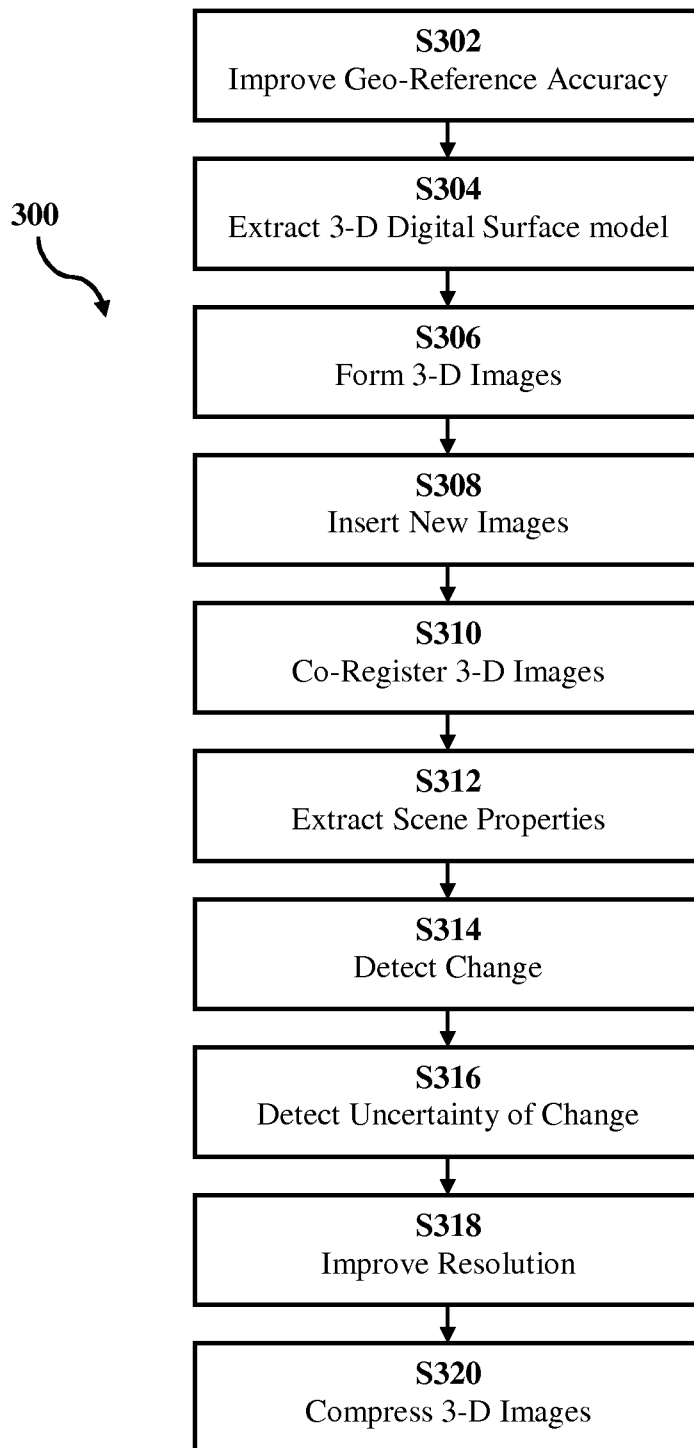 S302
Improve Geo-Reference Accuracy
S304
Extract 3-D Digital Surface model
300
S306
Form 3-D Images
S308
Insert New Images
S310
Co-Register 3-D Images
S312
Extract Scene Properties
S314
Detect Change
S316
Detect Uncertainty of Change
S318
Improve Resolution
S320
Compress 3-D Images